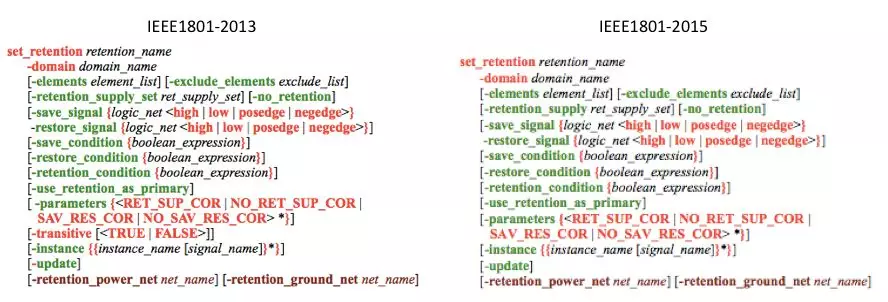 IEEE1801-2013
set_retention retention_name
-domain domain_name
[-elements element_list] [-exclude_elements exclude_list]
[-retention_supply_set ret_supply_set] [-no_retention]
[-save_signal {logic_net <high | low | posedge | negedge>}
-restore_signal {logic_net <high | low | posedge | negedge>}]
[-save_condition {boolean_expression}]
[-restore_condition {boolean_expression}]
[-retention_condition {boolean_expression}]
[-use_retention_as_primary]
[ -parameters {<RET_SUP_COR | NO_RET_SUP_COR |
SAV_RES_COR | NO_SAV_RES_COR> *}]
[-transitive [<TRUE | FALSE>]]
[-instance {{instance_name [signal_name]}*}]
[-update]
[-retention_power_net net_name] [-retention_ground_net net_name]
IEEE1801-2015
set_retention retention_name
-domain domain_name
[-elements element_list] [-exclude_elements exclude_list]
[-retention_supply ret_supply_set] [-no_retention]
[-save_signal {logic_net <high | low | posedge | negedge>}
-restore_signal {logic_net <high | low | posedge | negedge>}]
[-save_condition {boolean_expression}]
[-restore_condition {boolean_expression}]
[-retention_condition {boolean_expression}]
[-use_retention_as_primary]
[-parameters {<RET_SUP_COR | NO_RET_SUP_COR |
SAV_RES_COR | NO_SAV_RES_COR> *}]
[-instance {{instance_name [signal_name]}*}]
[-update]
[-retention_power_net net_name] [-retention_ground_net net_name]